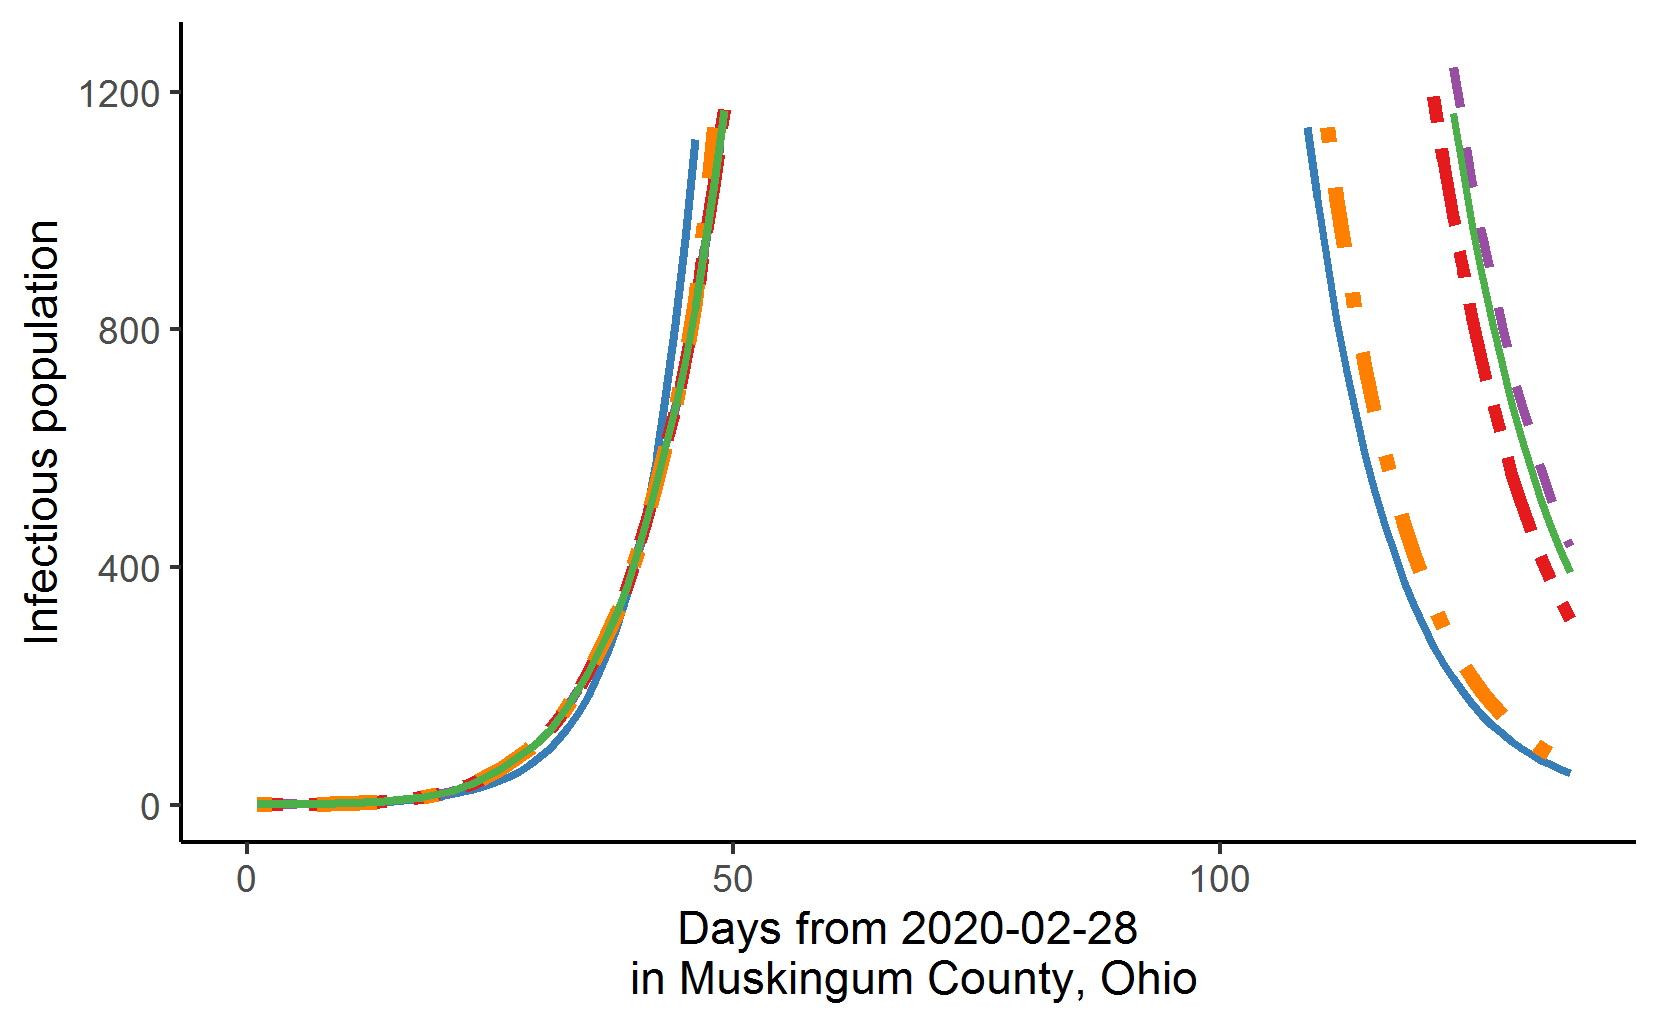 Infectious population
1200
800
400
0
0 50 100
Days from 2020-02-28
in Muskingum County, Ohio